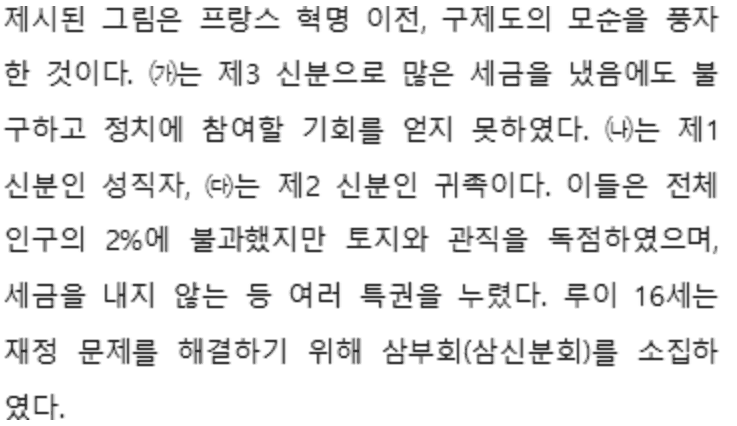 제시된 그림은 프랑스 혁명 이전, 구제도의 모순을 풍자
한 것이다. ㈎는 제3 신분으로 많은 세금을 냈음에도 불
구하고 정치에 참여할 기회를 얻지 못하였다. ㈏는 제1
신분인 성직자, ㈐는 제2 신분인 귀족이다. 이들은 전체
인구의 2%에 불과했지만 토지와 관직을 독점하였으며,
세금을 내지 않는 등 여러 특권을 누렸다. 루이 16세는
재정 문제를 해결하기 위해 삼부회(삼신분회)를 소집하
였다.